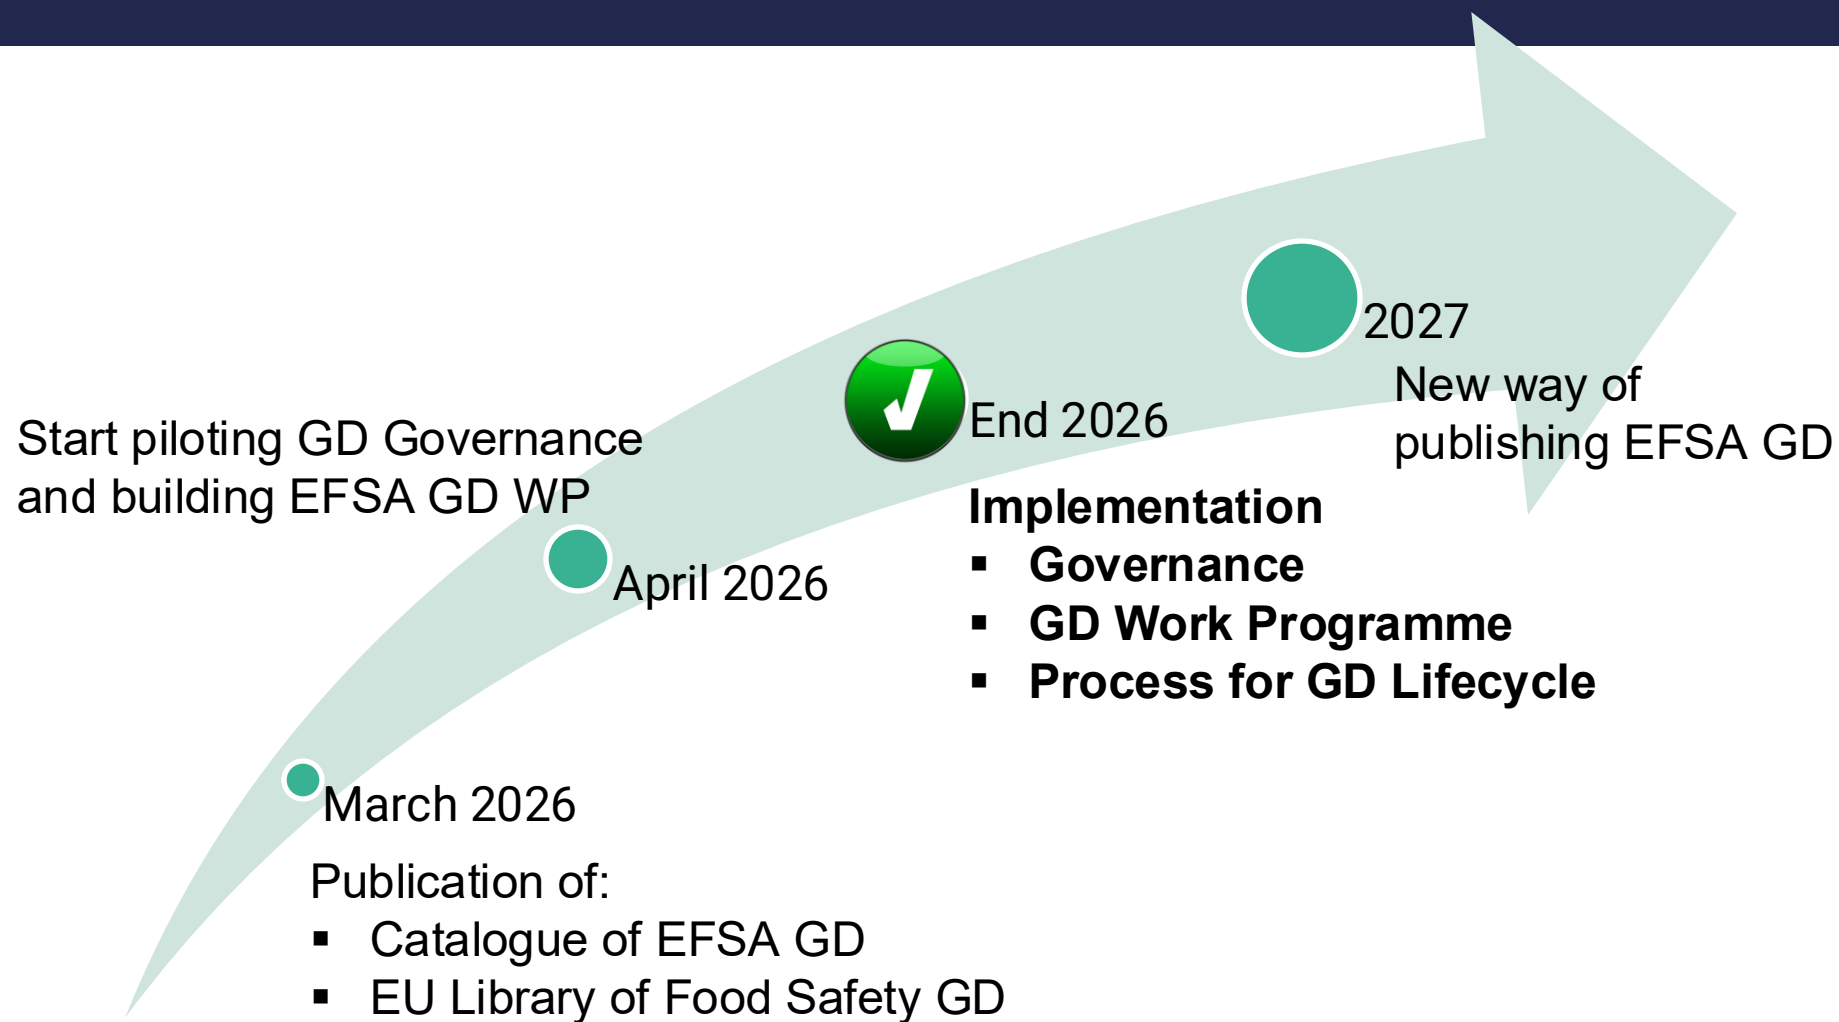 Start piloting GD Governance
and building EFSA GD WP
March 2026
Publication of:
▪ Catalogue of EFSA GD
▪ EU Library of Food Safety GD
April 2026
End 2026
Implementation
▪ Governance
▪ GD Work Programme
▪ Process for GD Lifecycle
2027
New way of
publishing EFSA GD